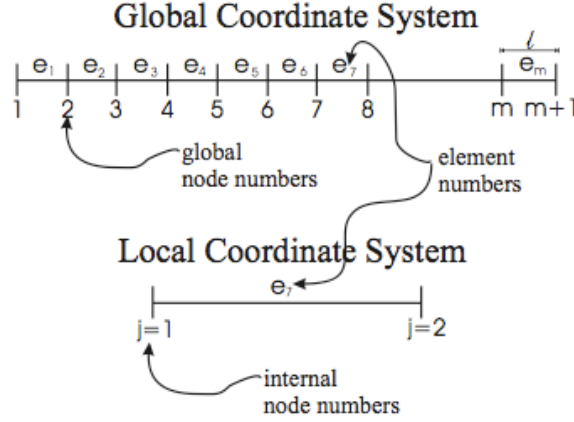 Global Coordinate System
l
e₁ e₂ e₃ e₄ e₅ e₆ e₇ eₘ
1 2 3 4 5 6 7 8 m m+1
global
node numbers
element
numbers
Local Coordinate System
e₇
j=1 j=2
internal
node numbers